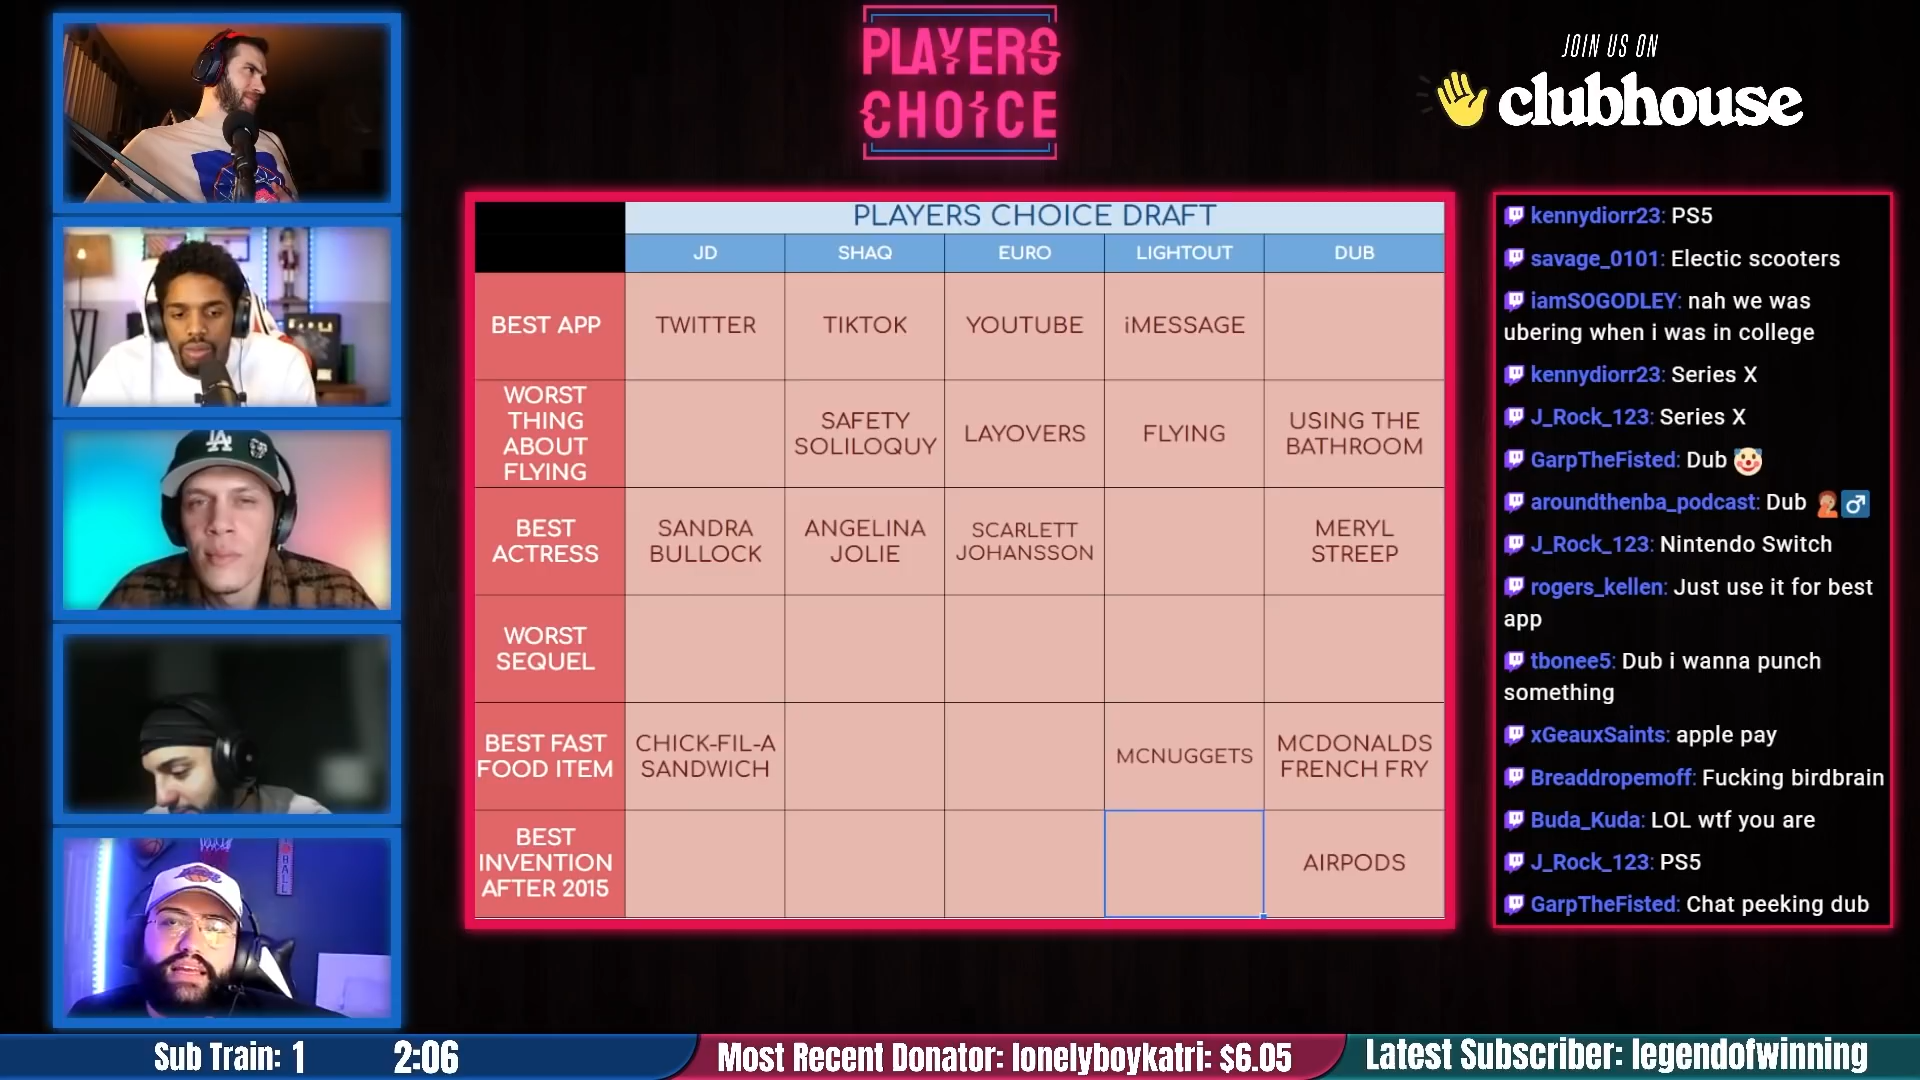 PLAYERS
CHOICE
JOIN US ON
clubhouse
PLAYERS CHOICE DRAFT
JD SHAQ EURO LIGHTOUT DUB
BEST APP
TWITTER
TIKTOK
YOUTUBE
iMESSAGE
WORST
THING
ABOUT
FLYING
SAFETY
SOLILOQUY
LAYOVERS
FLYING
USING THE
BATHROOM
BEST
ACTRESS
SANDRA
BULLOCK
ANGELINA
JOLIE
SCARLETT
JOHANSSON
MERYL
STREEP
WORST
SEQUEL
BEST FAST
FOOD ITEM
CHICK-FIL-A
SANDWICH
MCNUGGETS
MCDONALDS
FRENCH FRY
BEST
INVENTION
AFTER 2015
AIRPODS
kennydiorr23: PS5
savage_0101: Electic scooters
iamSOGODLEY: nah we was
ubering when i was in college
kennydiorr23: Series X
J_Rock_123: Series X
GarpTheFisted: Dub 🤡
aroundthenba_podcast: Dub
J_Rock_123: Nintendo Switch
rogers_kellen: Just use it for best
app
tbonee5: Dub i wanna punch
something
xGeauxSaints: apple pay
Breaddropemoff: Fucking birdbrain
Buda_Kuda: LOL wtf you are
J_Rock_123: PS5
GarpTheFisted: Chat peeking dub
LA
Sub Train: 1
2:06
Most Recent Donator: lonelyboykatri: $6.05
Latest Subscriber: legendofwinning